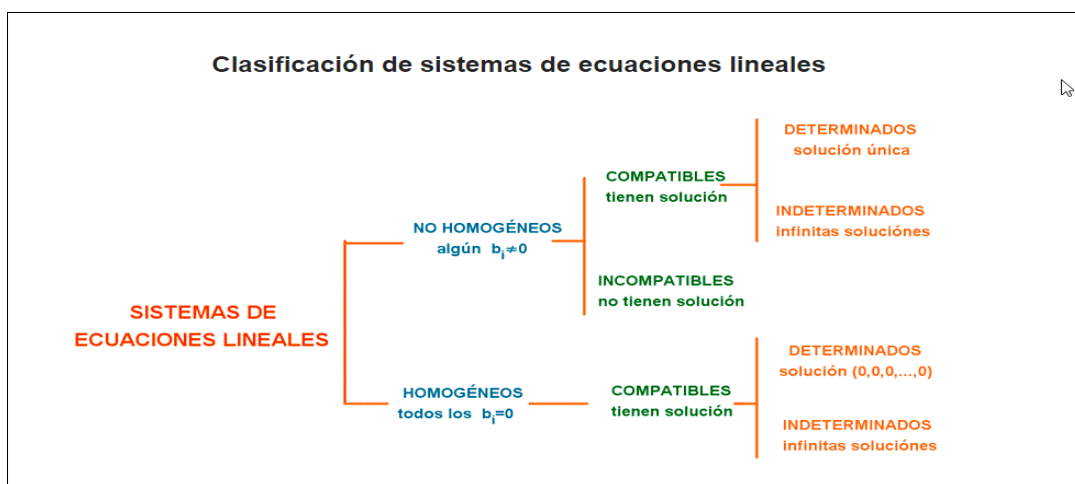 Clasificación de sistemas de ecuaciones lineales
SISTEMAS DE
ECUACIONES LINEALES
NO HOMOGÉNEOS
algún bi≠0
COMPATIBLES
tienen solución
DETERMINADOS
solución única
INDETERMINADOS
infinitas soluciónes
INCOMPATIBLES
no tienen solución
HOMOGÉNEOS
todos los bi=0
COMPATIBLES
tienen solución
DETERMINADOS
solución (0,0,0,...,0)
INDETERMINADOS
infinitas soluciónes